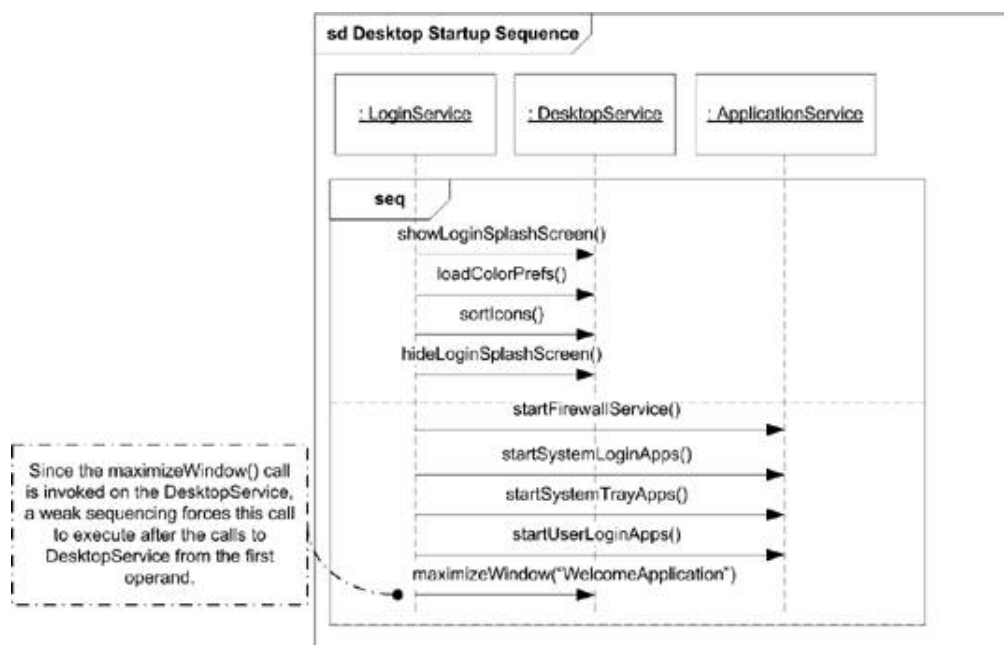 sd Desktop Startup Sequence
: LoginService
: DesktopService
: ApplicationService
seq
showLoginSplashScreen()
loadColorPrefs()
sortIcons()
hideLoginSplashScreen()
startFirewallService()
startSystemLoginApps()
startSystemTrayApps()
startUserLoginApps()
maximizeWindow("WelcomeApplication")
Since the maximizeWindow() call
is invoked on the DesktopService,
a weak sequencing forces this call
to execute after the calls to
DesktopService from the first
operand.